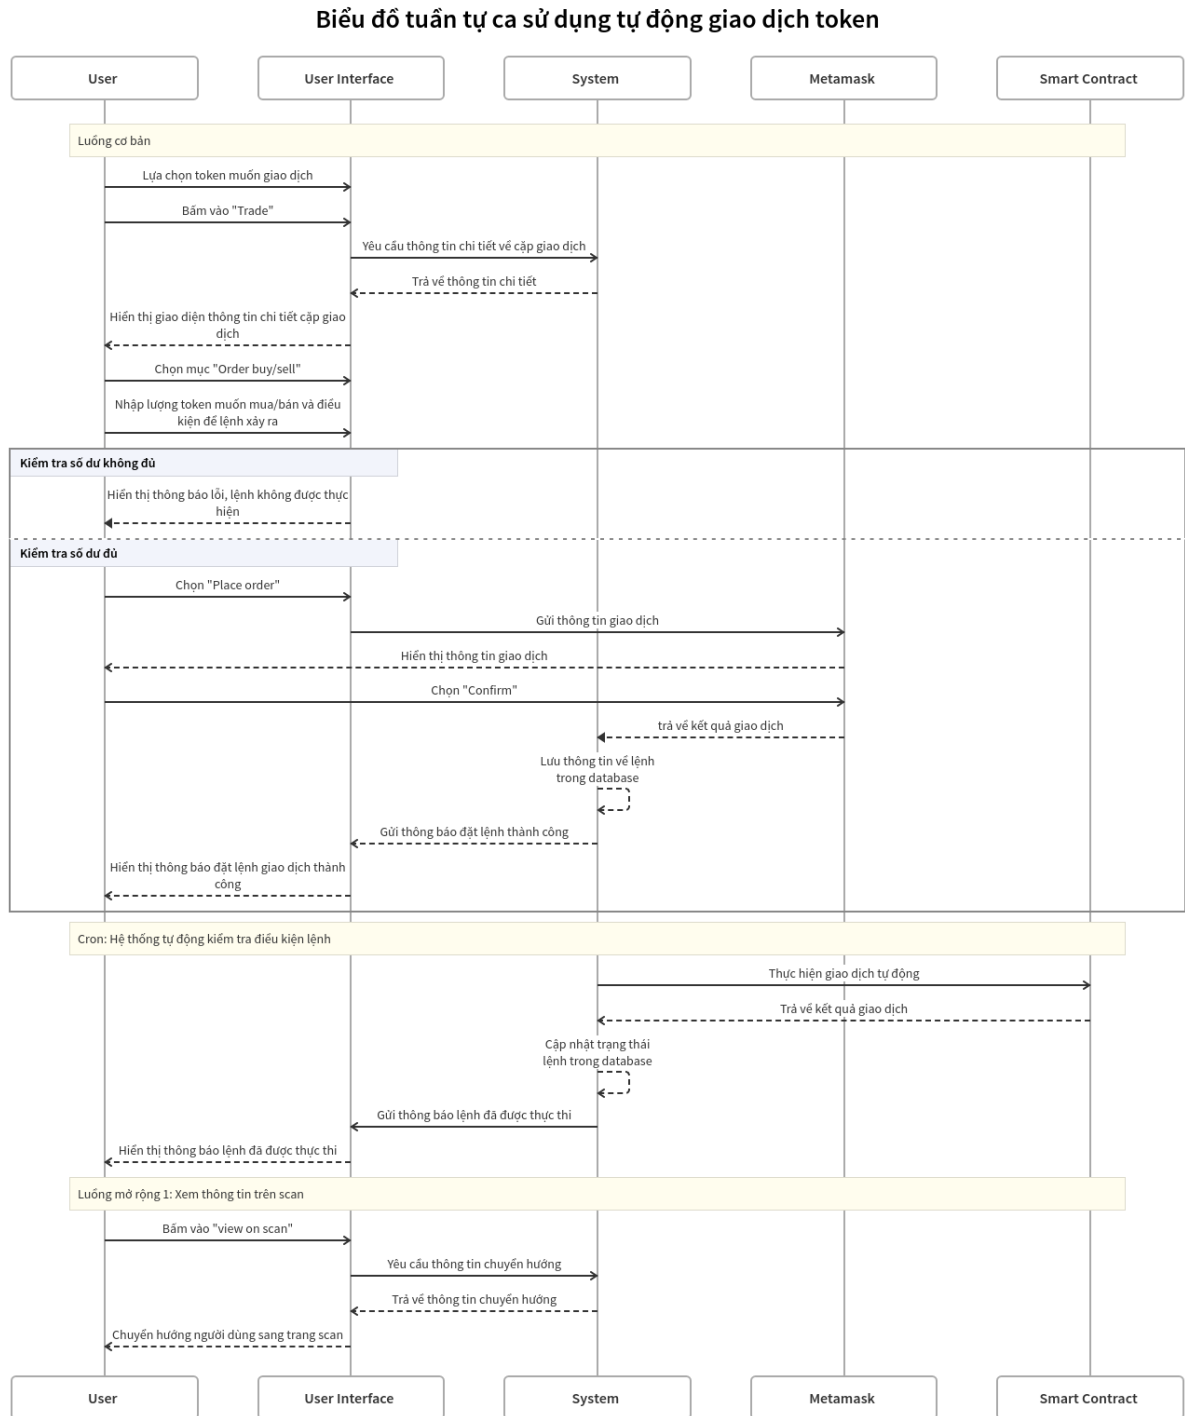 Biểu đồ tuần tự ca sử dụng tự động giao dịch token
User
User Interface
System
Metamask
Smart Contract
Luồng cơ bản
Lựa chọn token muốn giao dịch
Bấm vào "Trade"
Yêu cầu thông tin chi tiết về cặp giao dịch
Trả về thông tin chi tiết
Hiển thị giao diện thông tin chi tiết cặp giao
dịch
Chọn mục "Order buy/sell"
Nhập lượng token muốn mua/bán và điều
kiện để lệnh xảy ra
Kiểm tra số dư không đủ
Hiển thị thông báo lỗi, lệnh không được thực
hiện
Kiểm tra số dư đủ
Chọn "Place order"
Gửi thông tin giao dịch
Hiển thị thông tin giao dịch
Chọn "Confirm"
trả về kết quả giao dịch
Lưu thông tin về lệnh
trong database
Gửi thông báo đặt lệnh thành công
Hiển thị thông báo đặt lệnh giao dịch thành
công
Cron: Hệ thống tự động kiểm tra điều kiện lệnh
Thực hiện giao dịch tự động
Trả về kết quả giao dịch
Cập nhật trạng thái
lệnh trong database
Gửi thông báo lệnh đã được thực thi
Hiển thị thông báo lệnh đã được thực thi
Luồng mở rộng 1: Xem thông tin trên scan
Bấm vào "view on scan"
Yêu cầu thông tin chuyển hướng
Trả về thông tin chuyển hướng
Chuyển hướng người dùng sang trang scan
User
User Interface
System
Metamask
Smart Contract